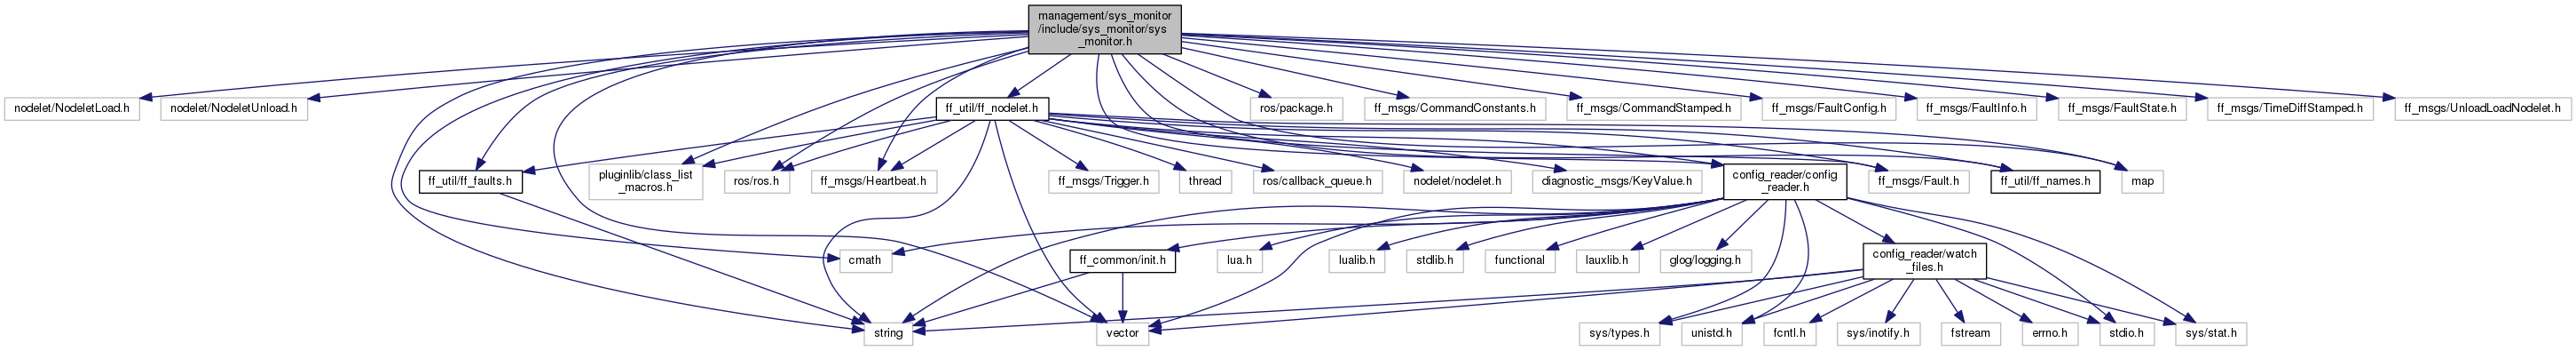 management/sys_monitor
/include/sys_monitor/sys
_monitor.h
nodelet/NodeletLoad.h
nodelet/NodeletUnload.h
ff_util/ff_nodelet.h
ros/package.h
ff_msgs/CommandConstants.h
ff_msgs/CommandStamped.h
ff_msgs/FaultConfig.h
ff_msgs/FaultInfo.h
ff_msgs/FaultState.h
ff_msgs/TimeDiffStamped.h
ff_msgs/UnloadLoadNodelet.h
ff_util/ff_faults.h
pluginlib/class_list
_macros.h
ros/ros.h
ff_msgs/Heartbeat.h
ff_msgs/Trigger.h
thread
ros/callback_queue.h
nodelet/nodelet.h
diagnostic_msgs/KeyValue.h
config_reader/config
_reader.h
ff_msgs/Fault.h
ff_util/ff_names.h
map
cmath
ff_common/init.h
lua.h
lualib.h
stdlib.h
functional
lauxlib.h
glog/logging.h
config_reader/watch
_files.h
string
vector
sys/types.h
unistd.h
fcntl.h
sys/inotify.h
fstream
errno.h
stdio.h
sys/stat.h